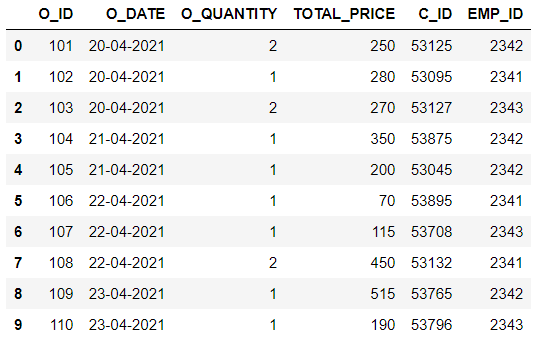 O_ID O_DATE O_QUANTITY TOTAL_PRICE C_ID EMP_ID
0 101 20-04-2021 2 250 53125 2342
1 102 20-04-2021 1 280 53095 2341
2 103 20-04-2021 2 270 53127 2343
3 104 21-04-2021 1 350 53875 2342
4 105 21-04-2021 1 200 53045 2342
5 106 22-04-2021 1 70 53895 2341
6 107 22-04-2021 1 115 53708 2343
7 108 22-04-2021 2 450 53132 2341
8 109 23-04-2021 1 515 53765 2342
9 110 23-04-2021 1 190 53796 2343